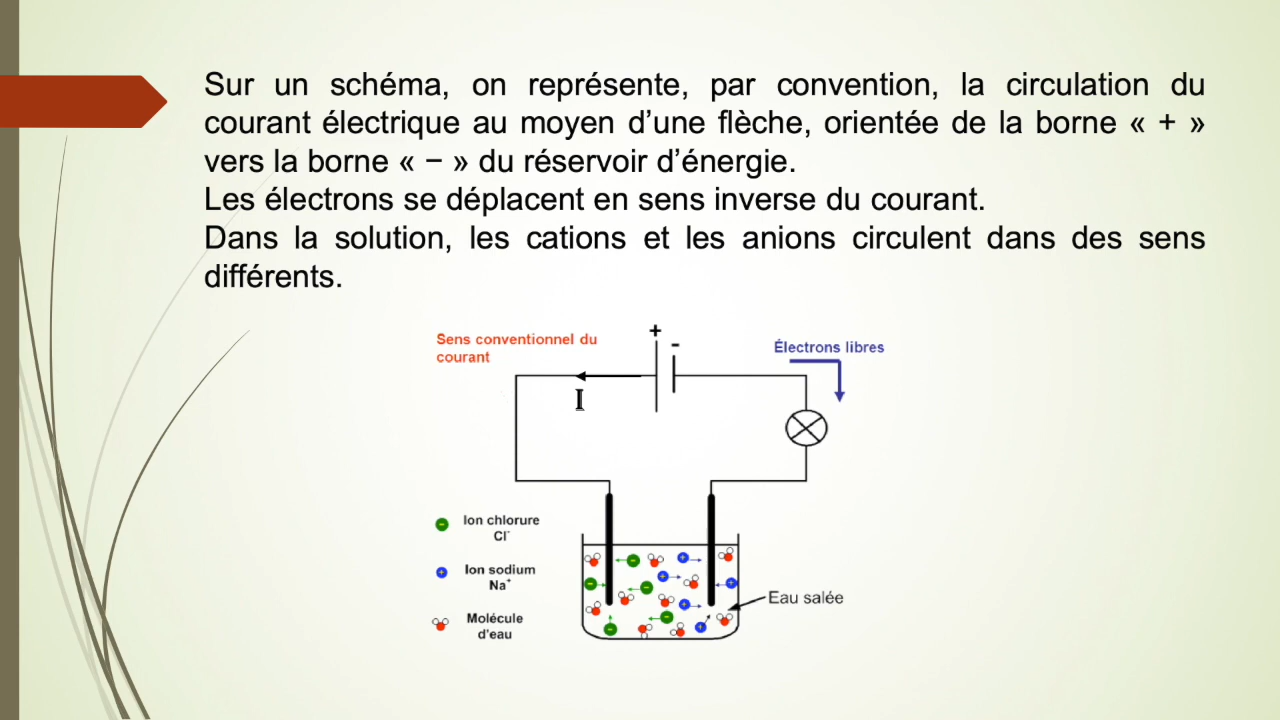 Sur un schéma, on représente, par convention, la circulation du
courant électrique au moyen d’une flèche, orientée de la borne « + »
vers la borne « − » du réservoir d’énergie.
Les électrons se déplacent en sens inverse du courant.
Dans la solution, les cations et les anions circulent dans des sens
différents.
Sens conventionnel du
courant
+
-
Électrons libres
I
Ion chlorure
Cl⁻
Ion sodium
Na⁺
Molécule
d'eau
Eau salée